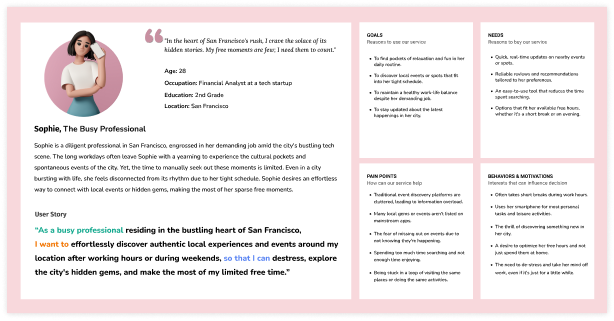 "In the heart of San Francisco's rush, I crave the solace of its
hidden stories. My free moments are few; I need them to count."
Age: 28
Occupation: Financial Analyst at a tech startup
Education: 2nd Grade
Location: San Francisco
Sophie, The Busy Professional
Sophie is a diligent professional in San Francisco, engrossed in her demanding job amid the city's bustling tech
scene. The long workdays often leave Sophie with a yearning to experience the cultural pockets and
spontaneous events of the city. Yet, the time to manually seek out these moments is limited. Even in a city
bursting with life, she feels disconnected from its rhythm due to her tight schedule. Sophie desires an effortless
way to connect with local events or hidden gems, making the most of her sparse free moments.
User Story
"As a busy professional residing in the bustling heart of San Francisco,
I want to effortlessly discover authentic local experiences and events around my
location after working hours or during weekends, so that I can destress, explore
the city's hidden gems, and make the most of my limited free time."
GOALS
Reasons to use our service
• To find pockets of relaxation and fun in her
daily routine.
• To discover local events or spots that fit
into her tight schedule.
• To maintain a healthy work-life balance
despite her demanding job.
• To stay updated about the latest
happenings in her city.
NEEDS
Reasons to buy our service
• Quick, real-time updates on nearby events
or spots.
• Reliable reviews and recommendations
tailored to her preferences.
• An easy-to-use tool that reduces the time
spent searching.
• Options that fit her available free hours,
whether it's a short break or an evening.
PAIN POINTS
How can our service help
• Traditional event discovery platforms are
cluttered, leading to information overload.
• Many local gems or events aren't listed on
mainstream apps.
• The fear of missing out on events due to
not knowing they're happening.
• Spending too much time searching and not
enough time enjoying.
• Being stuck in a loop of visiting the same
places or doing the same activities.
BEHAVIORS & MOTIVATIONS
Interests that can influence decision
• Often takes short breaks during work hours.
• Uses her smartphone for most personal
tasks and leisure activities.
• The thrill of discovering something new in
her city.
• A desire to optimize her free hours and not
just spend them at home.
• The need to de-stress and take her mind off
work, even if it's just for a little while.